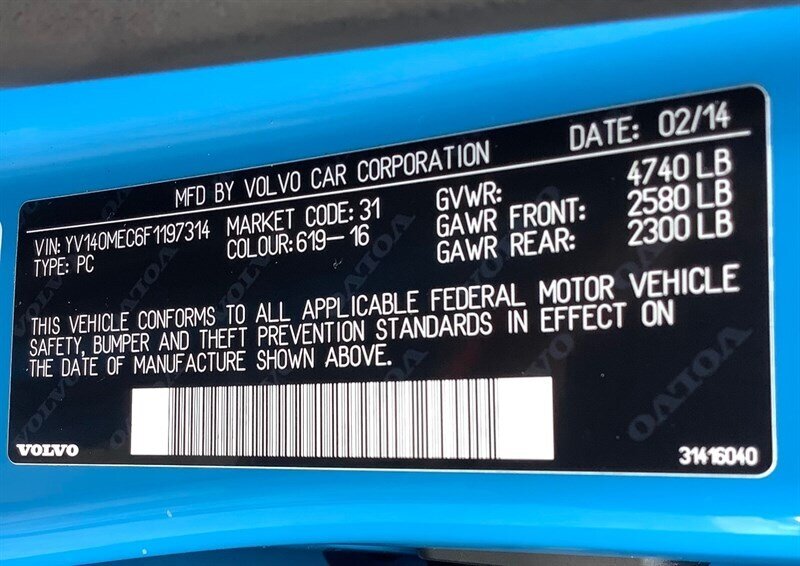 MFD BY VOLVO CAR CORPORATION DATE: 02/14
VIN: YV140MEC6F1197314 MARKET CODE: 31 GVWR: 4740 LB
TYPE: PC COLOUR: 619-16 GAWR FRONT: 2580 LB
GAWR REAR: 2300 LB
THIS VEHICLE CONFORMS TO ALL APPLICABLE FEDERAL MOTOR VEHICLE
SAFETY, BUMPER AND THEFT PREVENTION STANDARDS IN EFFECT ON
THE DATE OF MANUFACTURE SHOWN ABOVE.
VOLVO 31416040